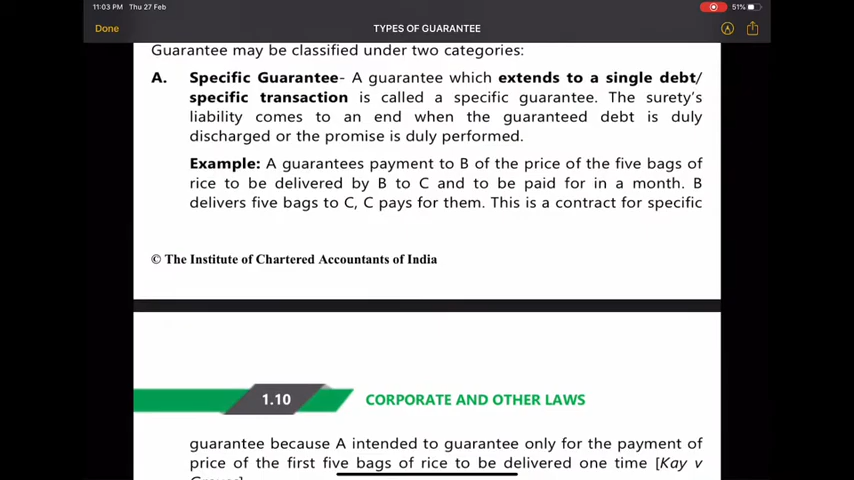 11:03 PM Thu 27 Feb
51%
Done
TYPES OF GUARANTEE
Guarantee may be classified under two categories:
A. Specific Guarantee- A guarantee which extends to a single debt/
specific transaction is called a specific guarantee. The surety's
liability comes to an end when the guaranteed debt is duly
discharged or the promise is duly performed.
Example: A guarantees payment to B of the price of the five bags of
rice to be delivered by B to C and to be paid for in a month. B
delivers five bags to C, C pays for them. This is a contract for specific
© The Institute of Chartered Accountants of India
1.10 CORPORATE AND OTHER LAWS
guarantee because A intended to guarantee only for the payment of
price of the first five bags of rice to be delivered one time [Kay v